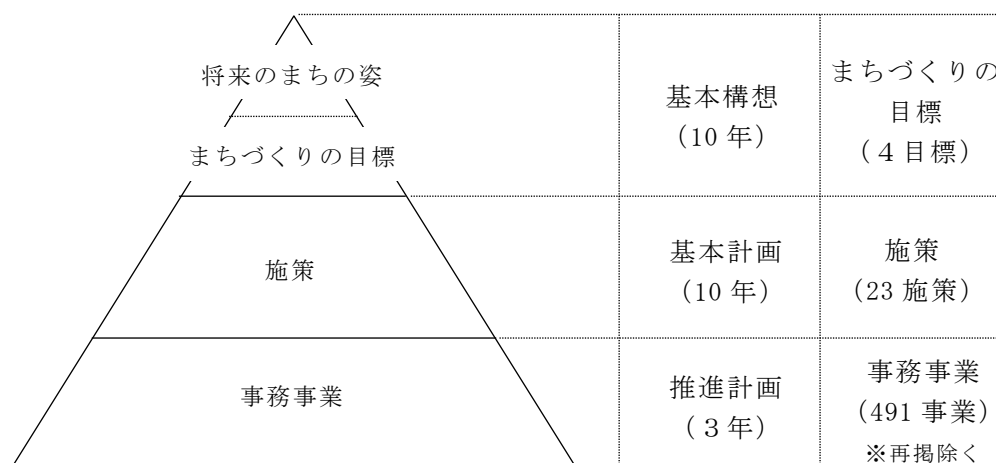 将来のまちの姿
まちづくりの目標
基本構想
（10 年）
まちづくりの
目標
（４目標）
施策
基本計画
（10 年）
施策
（23 施策）
事務事業
推進計画
（３年）
事務事業
（491 事業）
※再掲除く